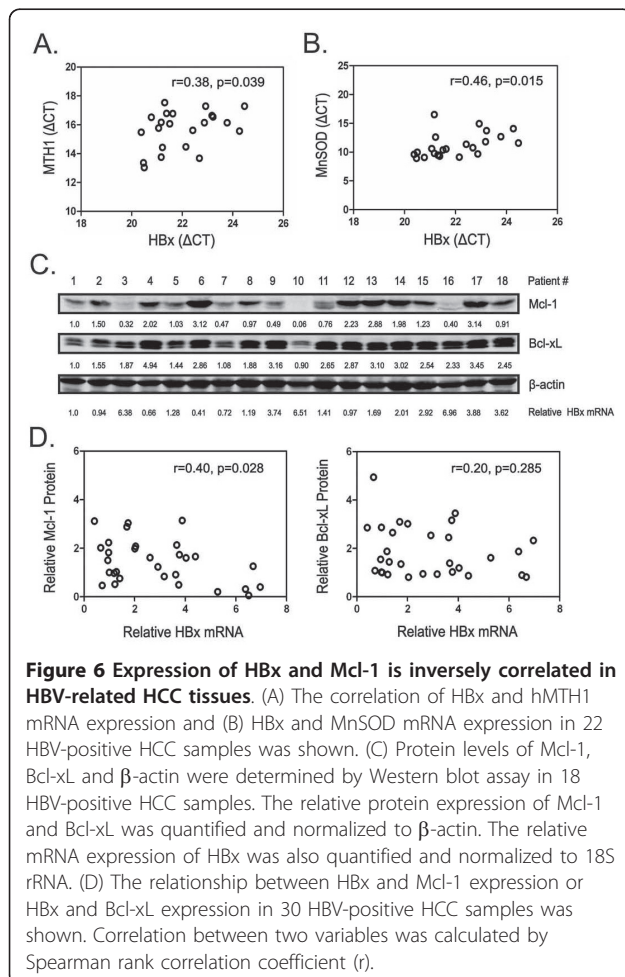 A.
B.
r=0.38, p=0.039
r=0.46, p=0.015
MTH1 (ΔCT)
20
18
16
14
12
10
18 20 22 24 26
HBx (ΔCT)
MnSOD (ΔCT)
25
20
15
10
5
0
18 20 22 24 26
HBx (ΔCT)
C.
1 2 3 4 5 6 7 8 9 10 11 12 13 14 15 16 17 18 Patient #
Mcl-1
1.0 1.50 0.32 2.02 1.03 3.12 0.47 0.97 0.49 0.06 0.76 2.23 2.88 1.98 1.23 0.40 3.14 0.91
Bcl-xL
1.0 1.55 1.87 4.94 1.44 2.86 1.08 1.88 3.16 0.90 2.65 2.87 3.10 3.02 2.54 2.33 3.45 2.45
β-actin
1.0 0.94 6.38 0.66 1.28 0.41 0.72 1.19 3.74 6.51 1.41 0.97 1.69 2.01 2.92 6.96 3.88 3.62 Relative HBx mRNA
D.
r=0.40, p=0.028
Relative Mcl-1 Protein
6
4
2
0
0 2 4 6 8
Relative HBx mRNA
r=0.20, p=0.285
Relative Bcl-xL Protein
6
4
2
0
0 2 4 6 8
Relative HBx mRNA
Figure 6 Expression of HBx and Mcl-1 is inversely correlated in
HBV-related HCC tissues. (A) The correlation of HBx and hMTH1
mRNA expression and (B) HBx and MnSOD mRNA expression in 22
HBV-positive HCC samples was shown. (C) Protein levels of Mcl-1,
Bcl-xL and β-actin were determined by Western blot assay in 18
HBV-positive HCC samples. The relative protein expression of Mcl-1
and Bcl-xL was quantified and normalized to β-actin. The relative
mRNA expression of HBx was also quantified and normalized to 18S
rRNA. (D) The relationship between HBx and Mcl-1 expression or
HBx and Bcl-xL expression in 30 HBV-positive HCC samples was
shown. Correlation between two variables was calculated by
Spearman rank correlation coefficient (r).